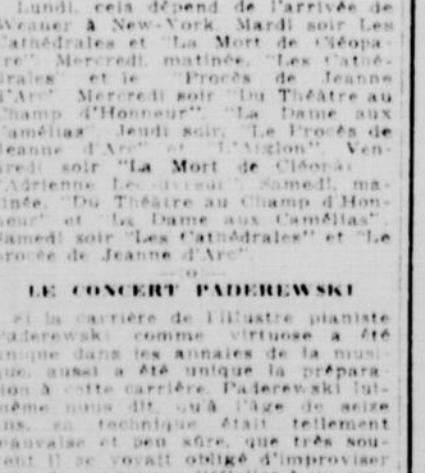 Lundi, cela dépend de l'arrivée de
Weaner à New-York. Mardi soir Les
Cathédrales et "La Mort de Cléopa-
tre" Mercredi, matinée, "Les Cathé-
drales" et le "Procès de Jeanne
d'Arc" Mercredi soir "Du Théâtre au
Champ d'Honneur", "La Dame aux
Camélias" Jeudi soir, "Le Procès de
Jeanne d'Arc" et "L'Aiglon", Ven-
dredi soir "La Mort de
"Adrienne Samedi, ma-
tinée, "Du Théatre au Champ d'Hon-
neur" et "La Dame aux Camélias".
Samedi soir "Les Cathédrales" et "Le
procès de Jeanne d'Arc".
—o—
LE CONCERT PADEREWSKI
Si la carrière de l'illustre pianiste
Paderewski comme virtuose a été
unique dans les annales de la musi-
que, aussi a été unique la prépara-
tion à cette carrière. Paderewski lui-
même nous dit, qu'à l'âge de seize
ans, sa technique était tellement
mauvaise et peu sûre, que très sou-
vent il se voyait obligé d'improviser